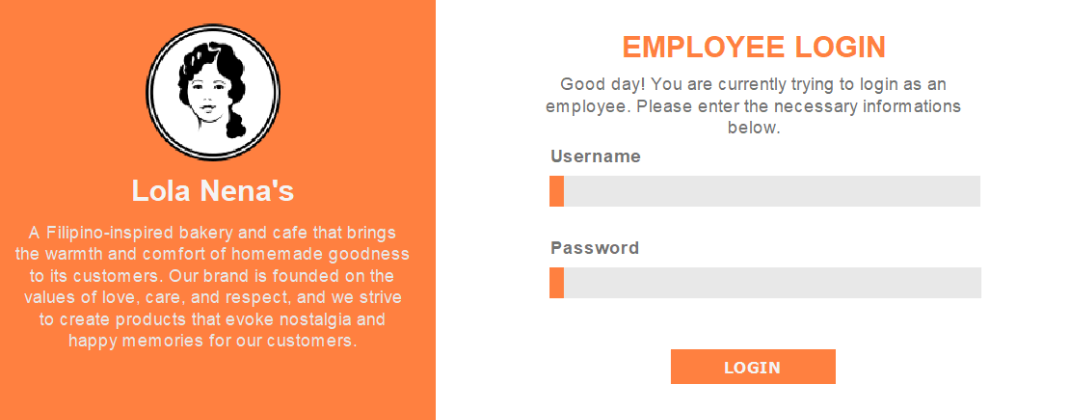 Lola Nena's
A Filipino-inspired bakery and cafe that brings
the warmth and comfort of homemade goodness
to its customers. Our brand is founded on the
values of love, care, and respect, and we strive
to create products that evoke nostalgia and
happy memories for our customers.
EMPLOYEE LOGIN
Good day! You are currently trying to login as an
employee. Please enter the necessary informations
below.
Username
Password
LOGIN